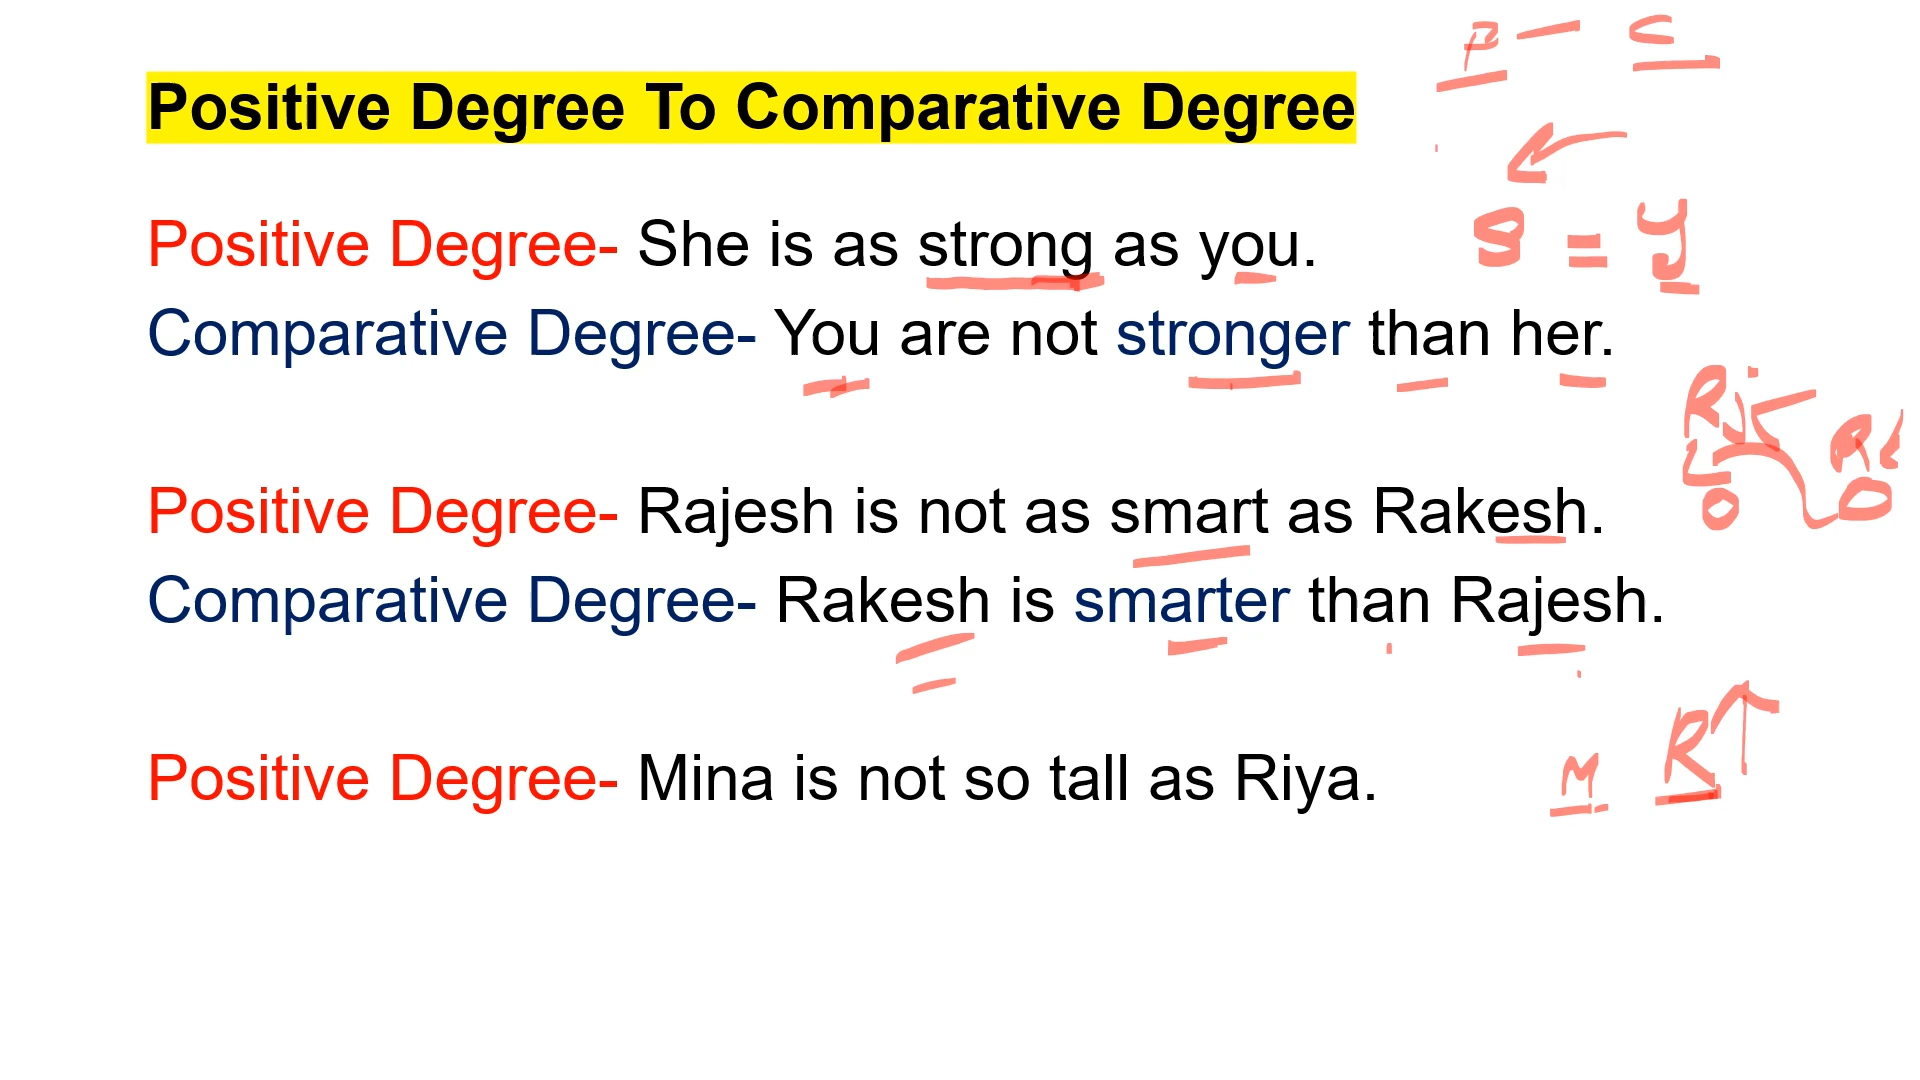 P – C
Positive Degree To Comparative Degree
Positive Degree- She is as strong as you.
S = y
Comparative Degree- You are not stronger than her.
Positive Degree- Rajesh is not as smart as Rakesh.
Comparative Degree- Rakesh is smarter than Rajesh.
Positive Degree- Mina is not so tall as Riya.
M R